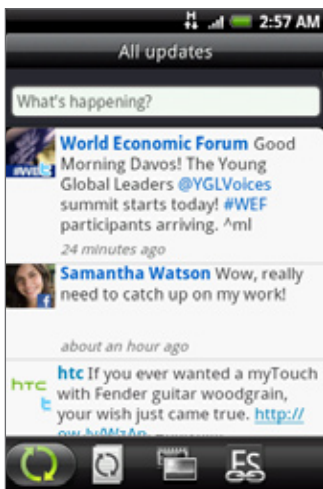 H 2:57 AM
All updates
What's happening?
World Economic Forum Good
Morning Davos! The Young
Global Leaders @YGLVoices
summit starts today! #WEF
participants arriving. ^ml
24 minutes ago
Samantha Watson Wow, really
need to catch up on my work!
about an hour ago
htc
htc If you ever wanted a myTouch
with Fender guitar woodgrain,
your wish just came true. http://